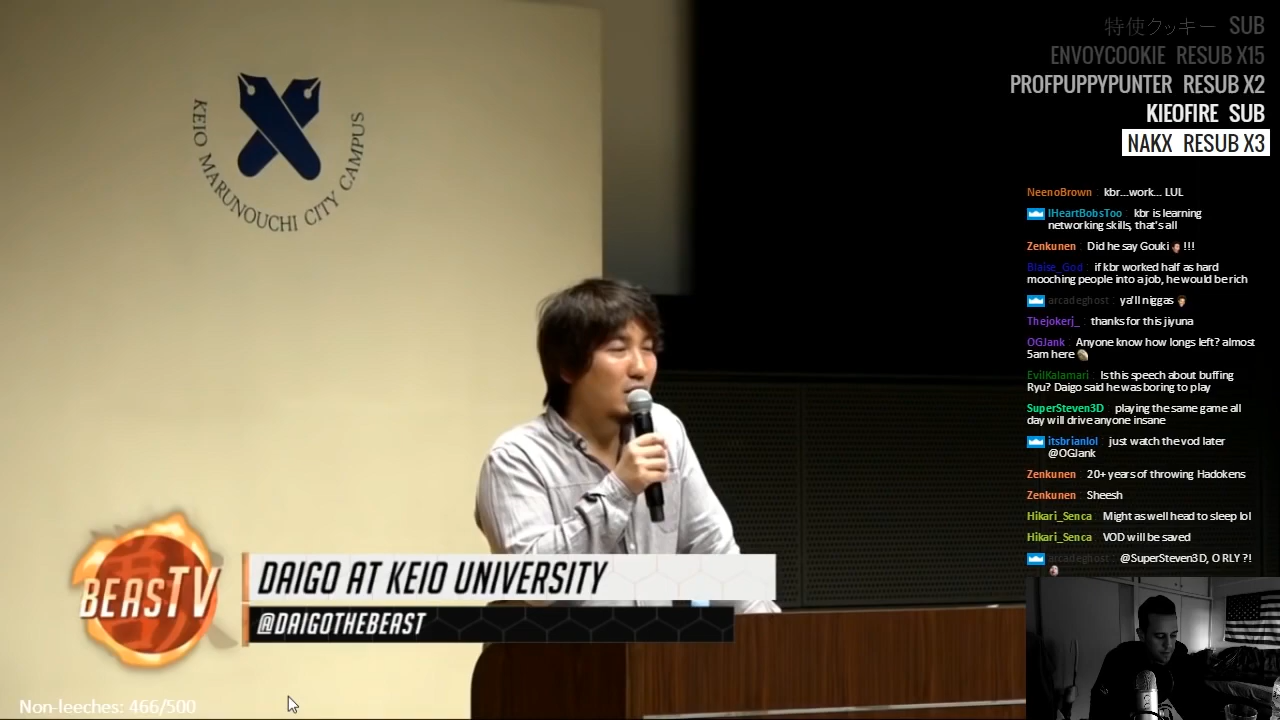 KEIO MARUNOUCHI CITY CAMPUS
特使クッキー SUB
ENVOYCOOKIE RESUB X15
PROFPUPPYPUNTER RESUB X2
KIEOFIRE SUB
NAKX RESUB X3
NeenoBrown : kbr...work... LUL
IHeartBobsToo : kbr is learning
networking skills, that's all
Zenkunen : Did he say Gouki !!!
Blaise_God : if kbr worked half as hard
mooching people into a job, he would be rich
arcadeghost : ya'll niggas
Thejokerj_ : thanks for this jiyuna
OGJank : Anyone know how longs left? almost
5am here
EvilKalamari : Is this speech about buffing
Ryu? Daigo said he was boring to play
SuperSteven3D : playing the same game all
day will drive anyone insane
itsbrianlol : just watch the vod later
@OGJank
Zenkunen : 20+ years of throwing Hadokens
Zenkunen : Sheesh
Hikari_Senca : Might as well head to sleep lol
Hikari_Senca : VOD will be saved
arcadeghost : @SuperSteven3D, O RLY ?!
BEASTV
DAIGO AT KEIO UNIVERSITY
@DAIGOTHEBEAST
Non-leeches: 466/500